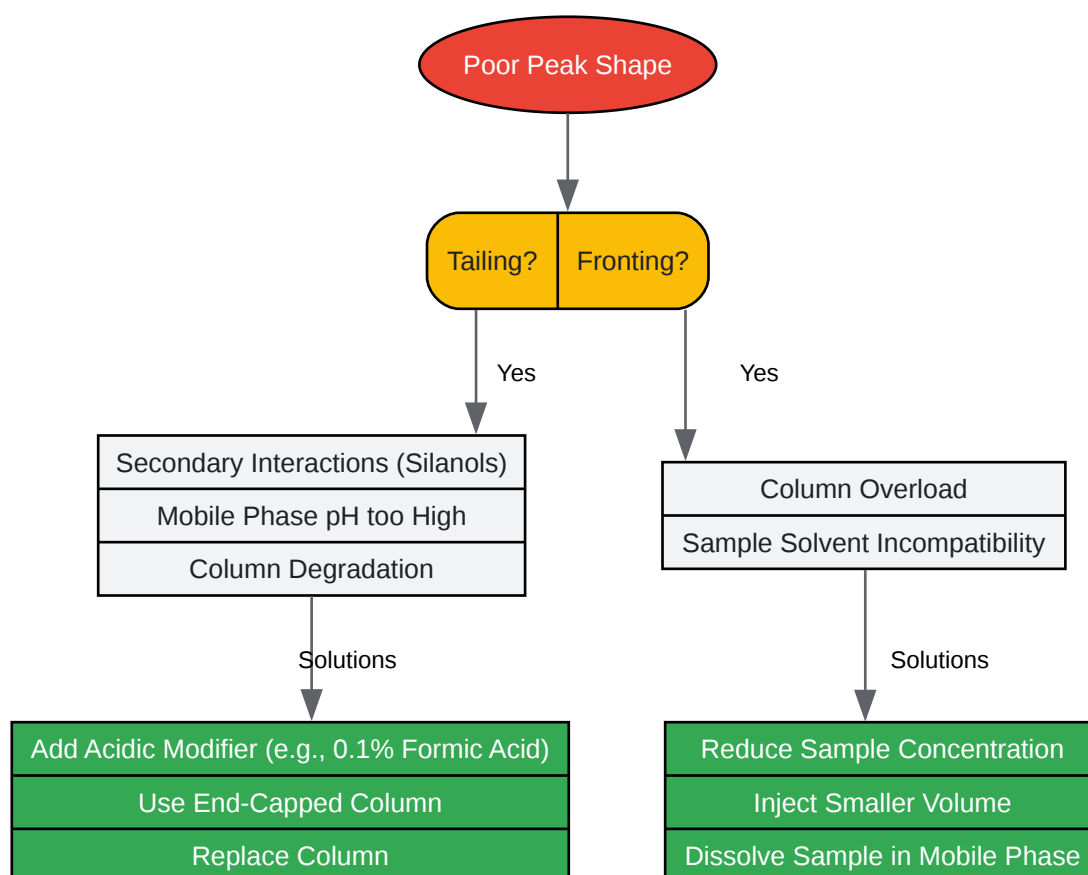 Poor Peak Shape
Tailing?
Fronting?
Yes
Yes
Secondary Interactions (Silanols)
Mobile Phase pH too High
Column Degradation
Column Overload
Sample Solvent Incompatibility
Solutions
Solutions
Add Acidic Modifier (e.g., 0.1% Formic Acid)
Use End-Capped Column
Replace Column
Reduce Sample Concentration
Inject Smaller Volume
Dissolve Sample in Mobile Phase